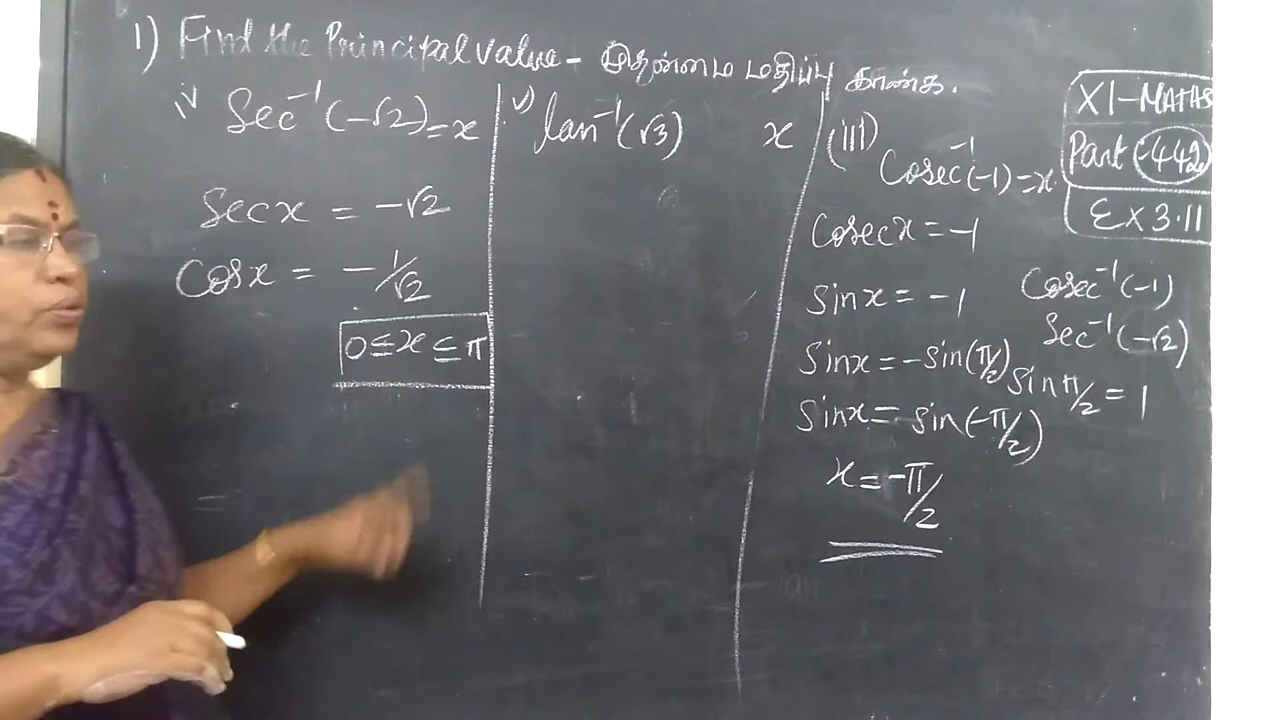 1) Find the Principal value - முதன்மை மதிப்பு காண்க.
iv) Sec⁻¹(-√2) = x
Sec x = -√2
Cos x = -1/√2
0 ≤ x ≤ π
v) tan⁻¹(√3) x
(iii) Cosec⁻¹(-1) = x
Cosec x = -1
Sin x = -1
Sin x = -Sin(π/2)
Sin x = Sin(-π/2)
x = -π/2
XI-MATHS
Part (-442)
Ex 3.11
Cosec⁻¹(-1)
Sec⁻¹(-√2)
Sin π/2 = 1